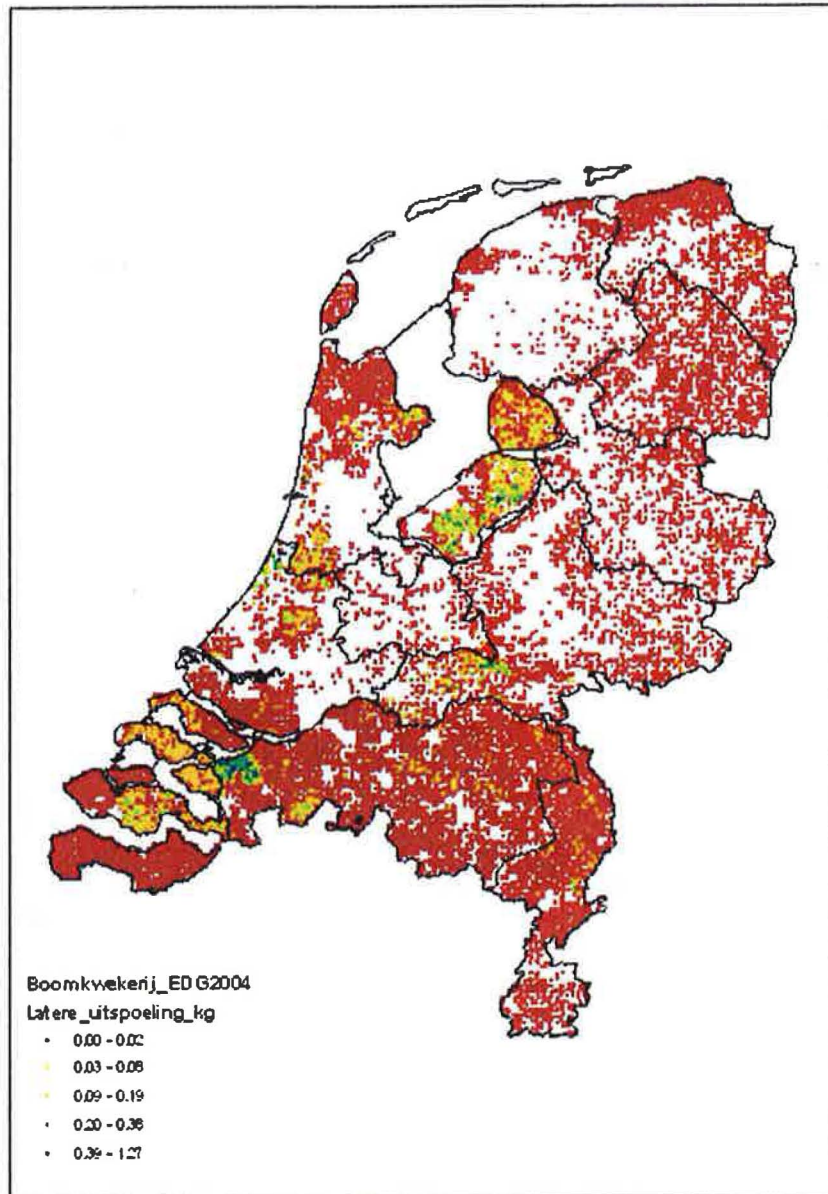 Boomkwekerij_EDG2004
Latere_uitspoeling_kg
0.00 - 0.02
0.03 - 0.08
0.09 - 0.19
0.20 - 0.38
0.39 - 1.27